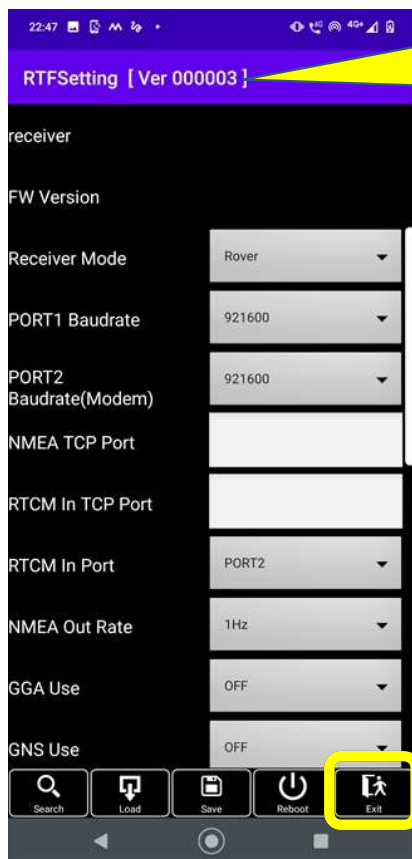 22:47
4G+
RTFSetting [ Ver 000003 ]
receiver
FW Version
Receiver Mode Rover
PORT1 Baudrate 921600
PORT2
Baudrate(Modem) 921600
NMEA TCP Port
RTCM In TCP Port
RTCM In Port PORT2
NMEA Out Rate 1Hz
GGA Use OFF
GNS Use OFF
Search Load Save Reboot Exit